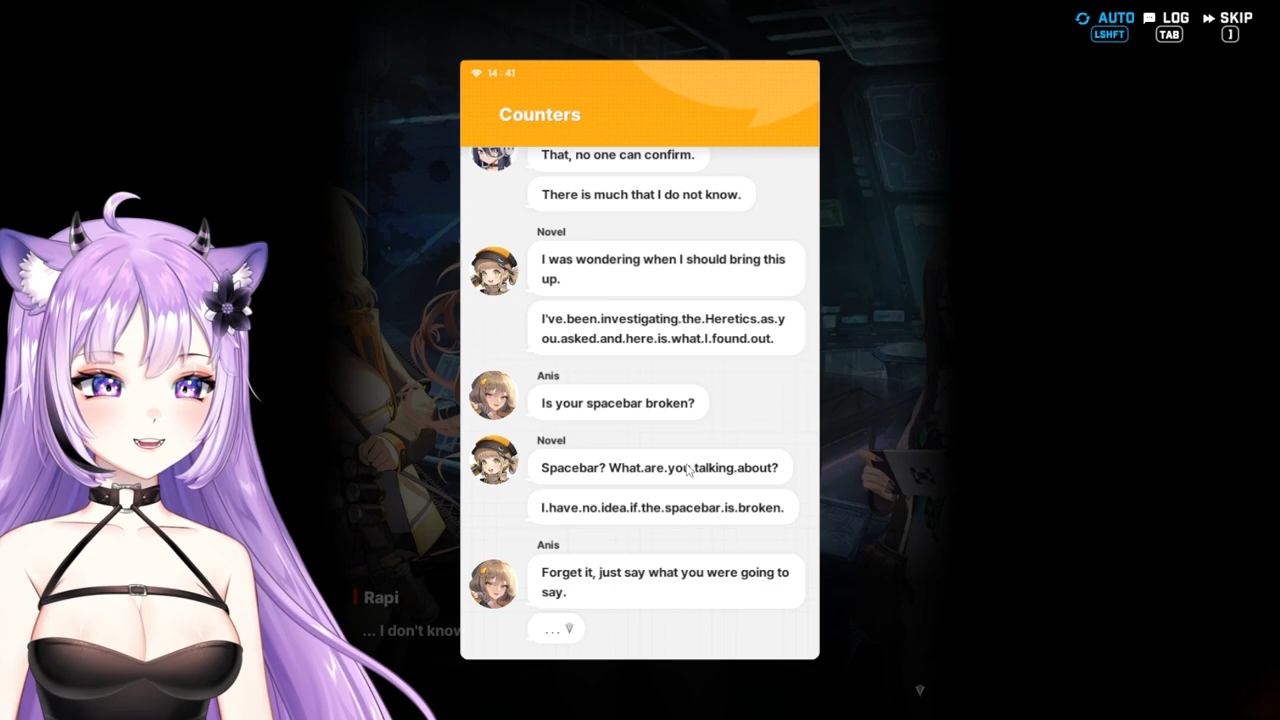 AUTO LOG SKIP
LSHFT TAB ]
14:41
Counters
That, no one can confirm.
There is much that I do not know.
Novel
I was wondering when I should bring this
up.
I've.been.investigating.the.Heretics.as.y
ou.asked.and.here.is.what.I.found.out.
Anis
Is your spacebar broken?
Novel
Spacebar? What.are.you.talking.about?
I.have.no.idea.if.the.spacebar.is.broken.
Anis
Forget it, just say what you were going to
say.
...
Rapi
... I don't know